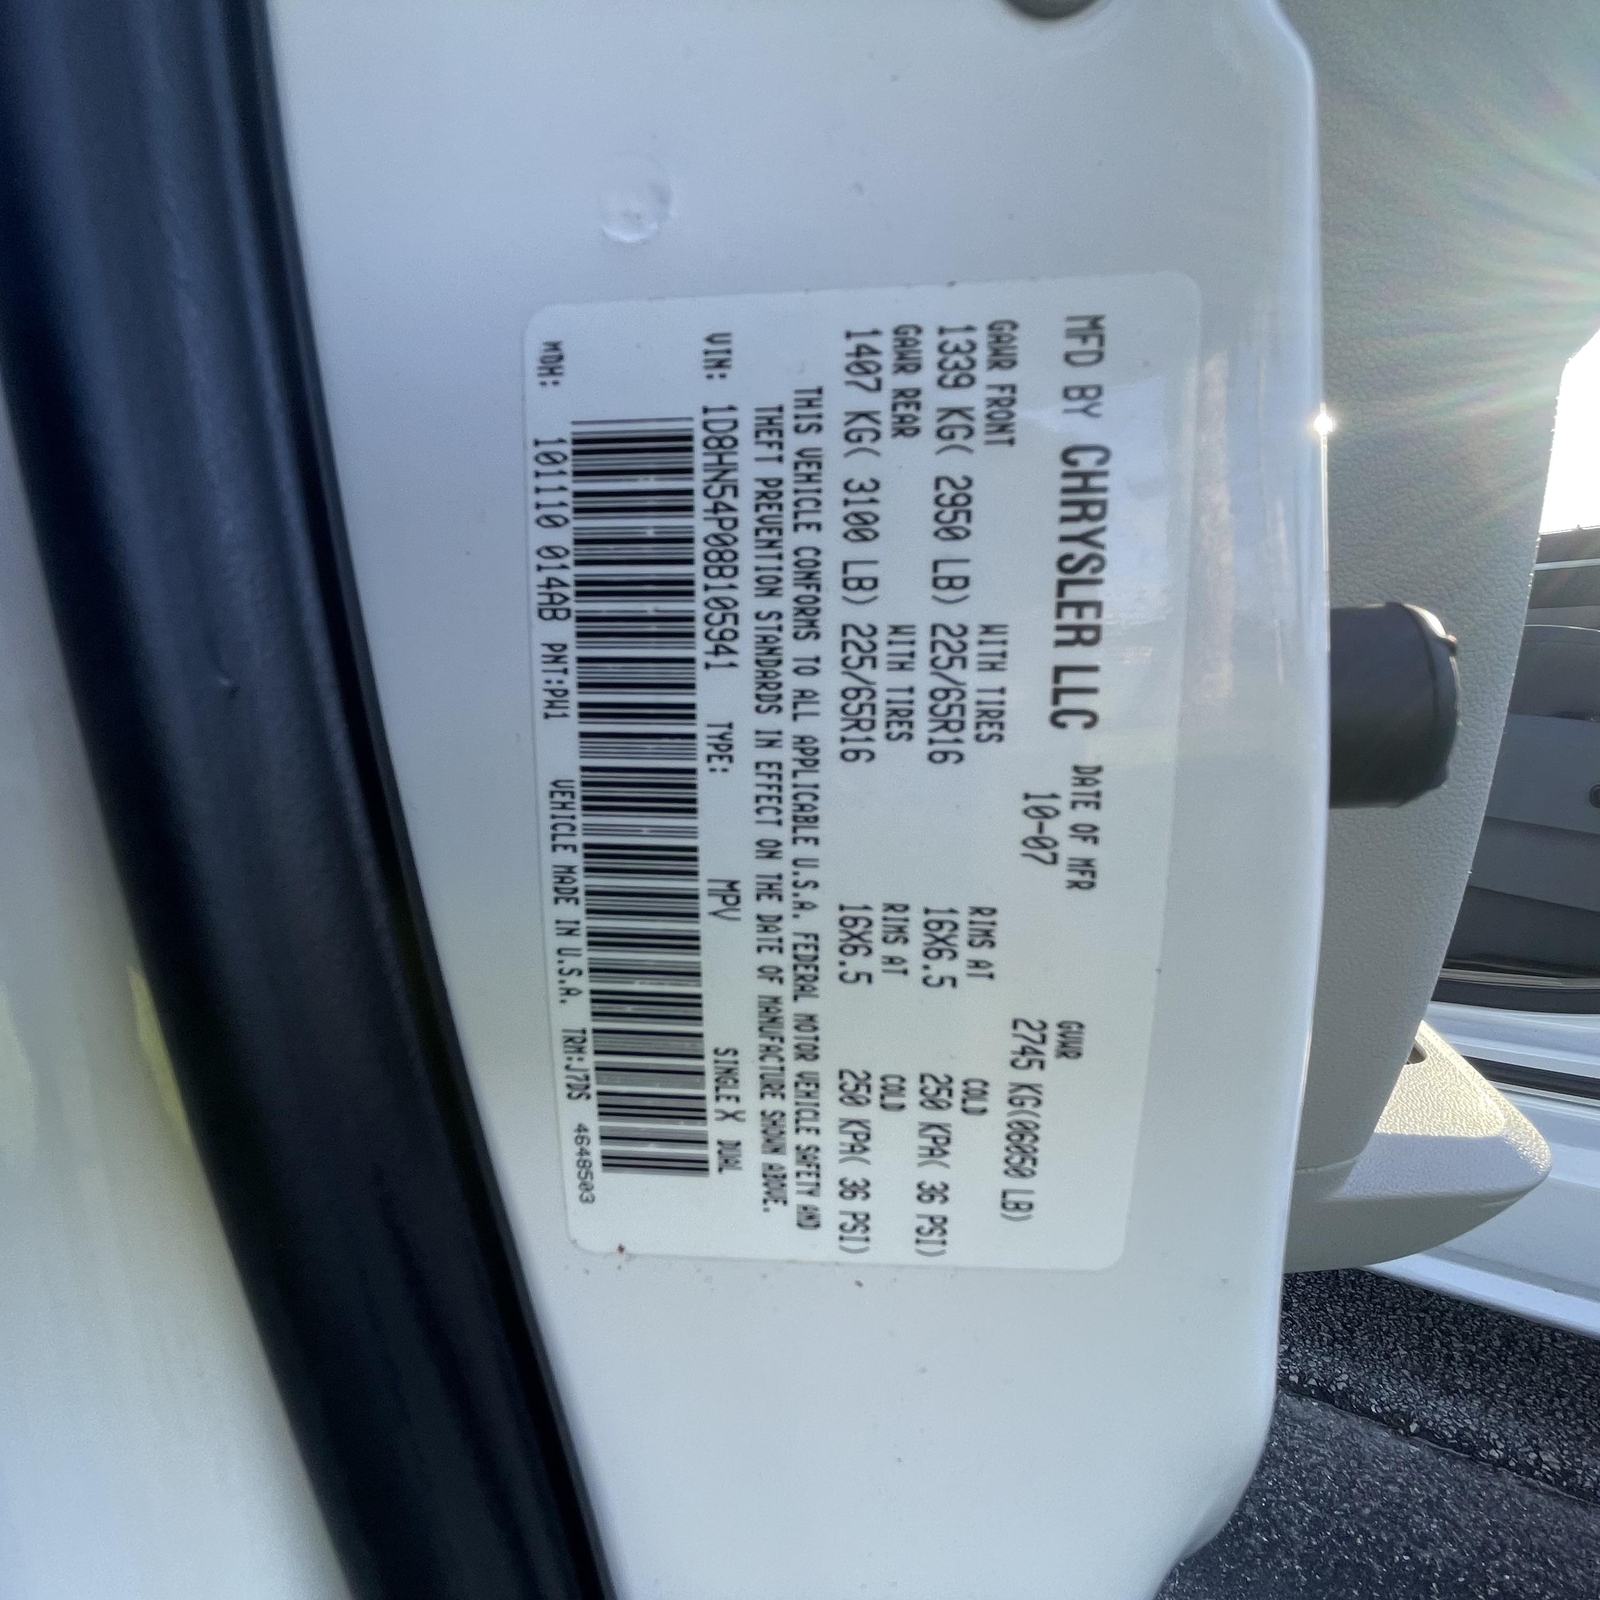 MFD BY CHRYSLER LLC DATE OF MFR GVWR
10-07 2745 KG(06050 LB)
GAWR FRONT WITH TIRES RIMS AT COLD
1339 KG( 2950 LB) 225/65R16 16X6.5 250 KPA( 36 PSI)
GAWR REAR WITH TIRES RIMS AT COLD
1407 KG( 3100 LB) 225/65R16 16X6.5 250 KPA( 36 PSI)
THIS VEHICLE CONFORMS TO ALL APPLICABLE U.S.A. FEDERAL MOTOR VEHICLE SAFETY AND
THEFT PREVENTION STANDARDS IN EFFECT ON THE DATE OF MANUFACTURE SHOWN ABOVE.
VIN: 1D8HN54P08B105941 TYPE: MPV SINGLE X DUAL
MDH: 101110 014AB PNT:PW1 VEHICLE MADE IN U.S.A. TRM:J7DS 4648503